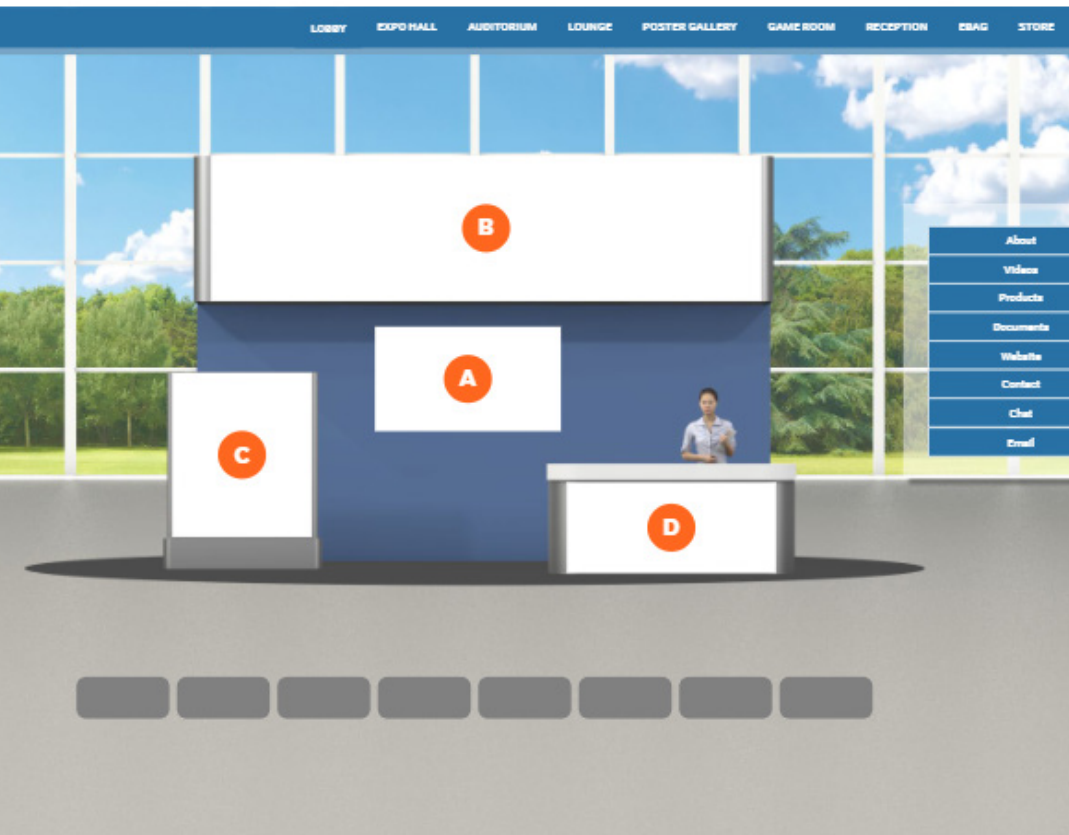 LOBBY EXPO HALL AUDITORIUM LOUNGE POSTER GALLERY GAME ROOM RECEPTION EBAG STORE
B
About
Videos
Products
Documents
Website
Contact
Chat
Email
A
C
D